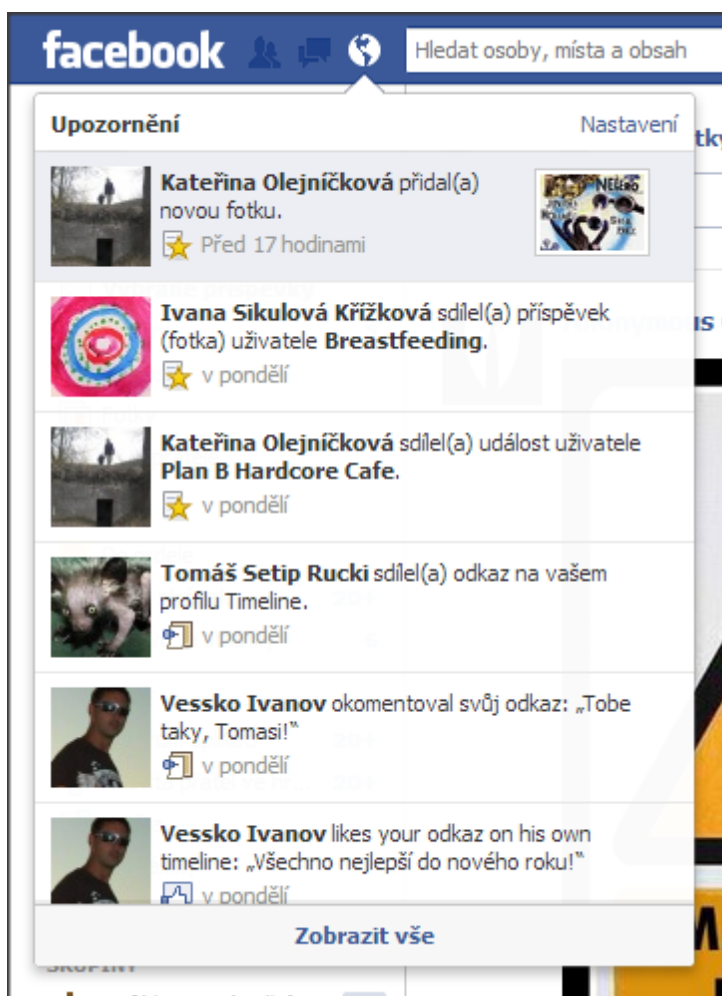 facebook
Hledat osoby, místa a obsah
Upozornění
Nastavení
Kateřina Olejníčková přidal(a)
novou fotku.
Před 17 hodinami
Ivana Sikulová Křížková sdílel(a) příspěvek
(fotka) uživatele Breastfeeding.
v pondělí
Kateřina Olejníčková sdílel(a) událost uživatele
Plan B Hardcore Cafe.
v pondělí
Tomáš Setip Rucki sdílel(a) odkaz na vašem
profilu Timeline.
v pondělí
Vessko Ivanov okomentoval svůj odkaz: „Tobe
taky, Tomasi!“
v pondělí
Vessko Ivanov likes your odkaz on his own
timeline: „Všechno nejlepší do nového roku!“
v pondělí
Zobrazit vše
SKUPINY